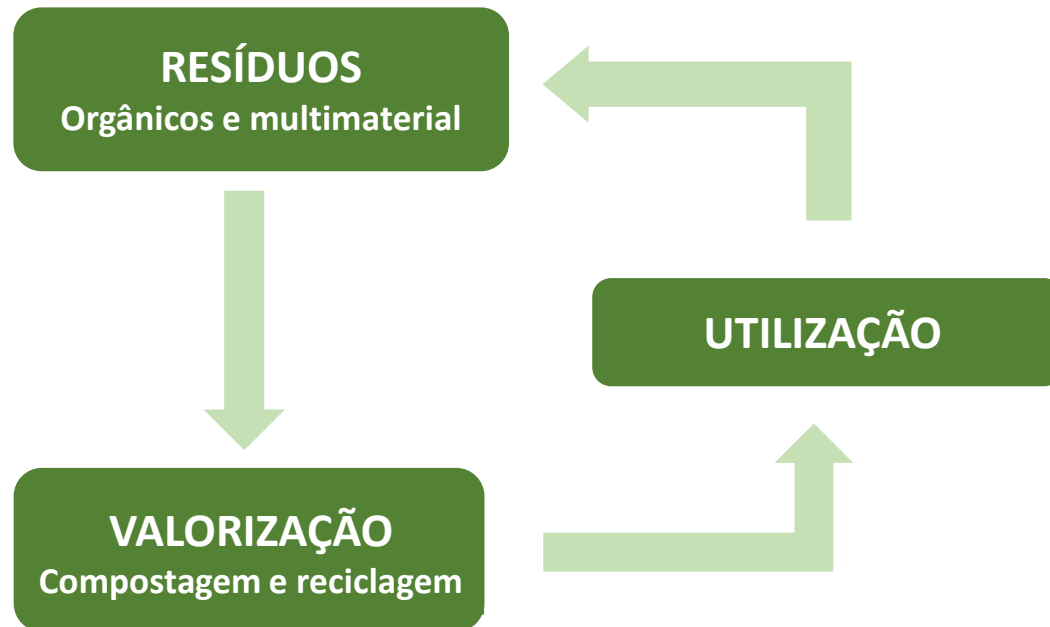 RESÍDUOS
Orgânicos e multimaterial
UTILIZAÇÃO
VALORIZAÇÃO
Compostagem e reciclagem